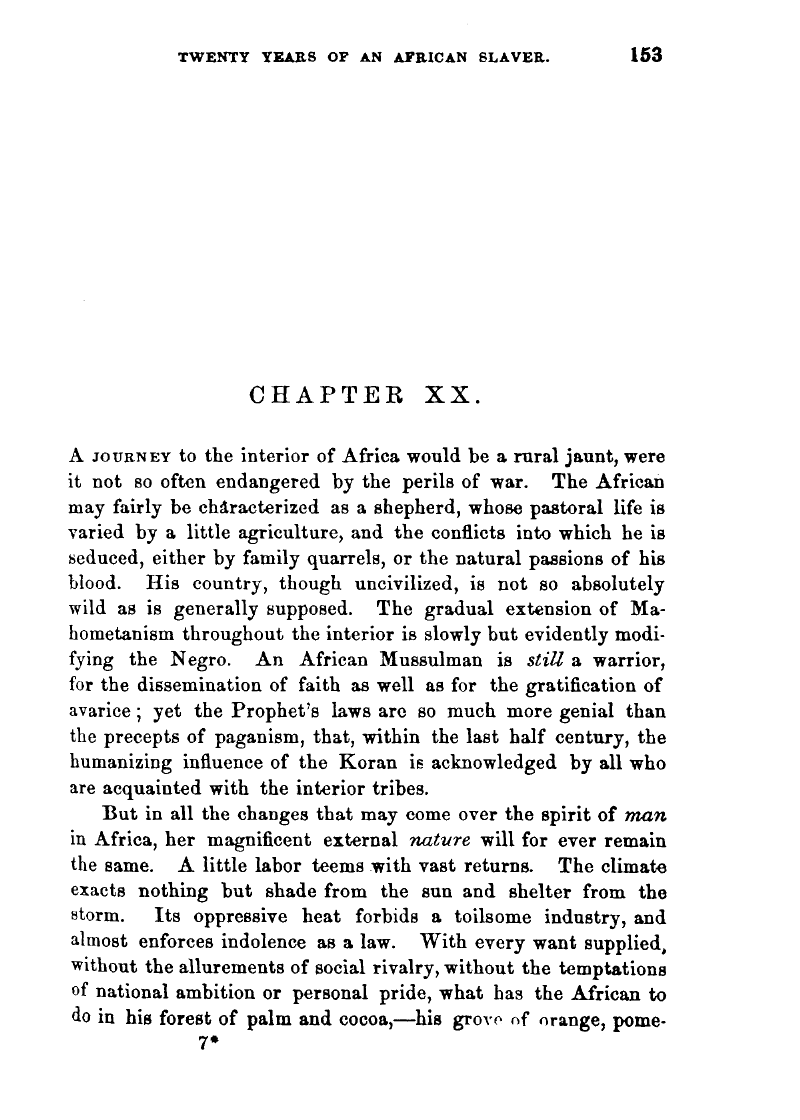 TWENTY YEARS OF AN AFRICAN SLAVER. 153
CHAPTER XX.
A JOURNEY to the interior of Africa would be a rural jaunt, were
it not so often endangered by the perils of war. The African
may fairly be characterized as a shepherd, whose pastoral life is
varied by a little agriculture, and the conflicts into which he is
seduced, either by family quarrels, or the natural passions of his
blood. His country, though uncivilized, is not so absolutely
wild as is generally supposed. The gradual extension of Ma-
hometanism throughout the interior is slowly but evidently modi-
fying the Negro. An African Mussulman is still a warrior,
for the dissemination of faith as well as for the gratification of
avarice ; yet the Prophet's laws are so much more genial than
the precepts of paganism, that, within the last half century, the
humanizing influence of the Koran is acknowledged by all who
are acquainted with the interior tribes.
But in all the changes that may come over the spirit of man
in Africa, her magnificent external nature will for ever remain
the same. A little labor teems with vast returns. The climate
exacts nothing but shade from the sun and shelter from the
storm. Its oppressive heat forbids a toilsome industry, and
almost enforces indolence as a law. With every want supplied,
without the allurements of social rivalry, without the temptations
of national ambition or personal pride, what has the African to
do in his forest of palm and cocoa,—his grove of orange, pome-
7*